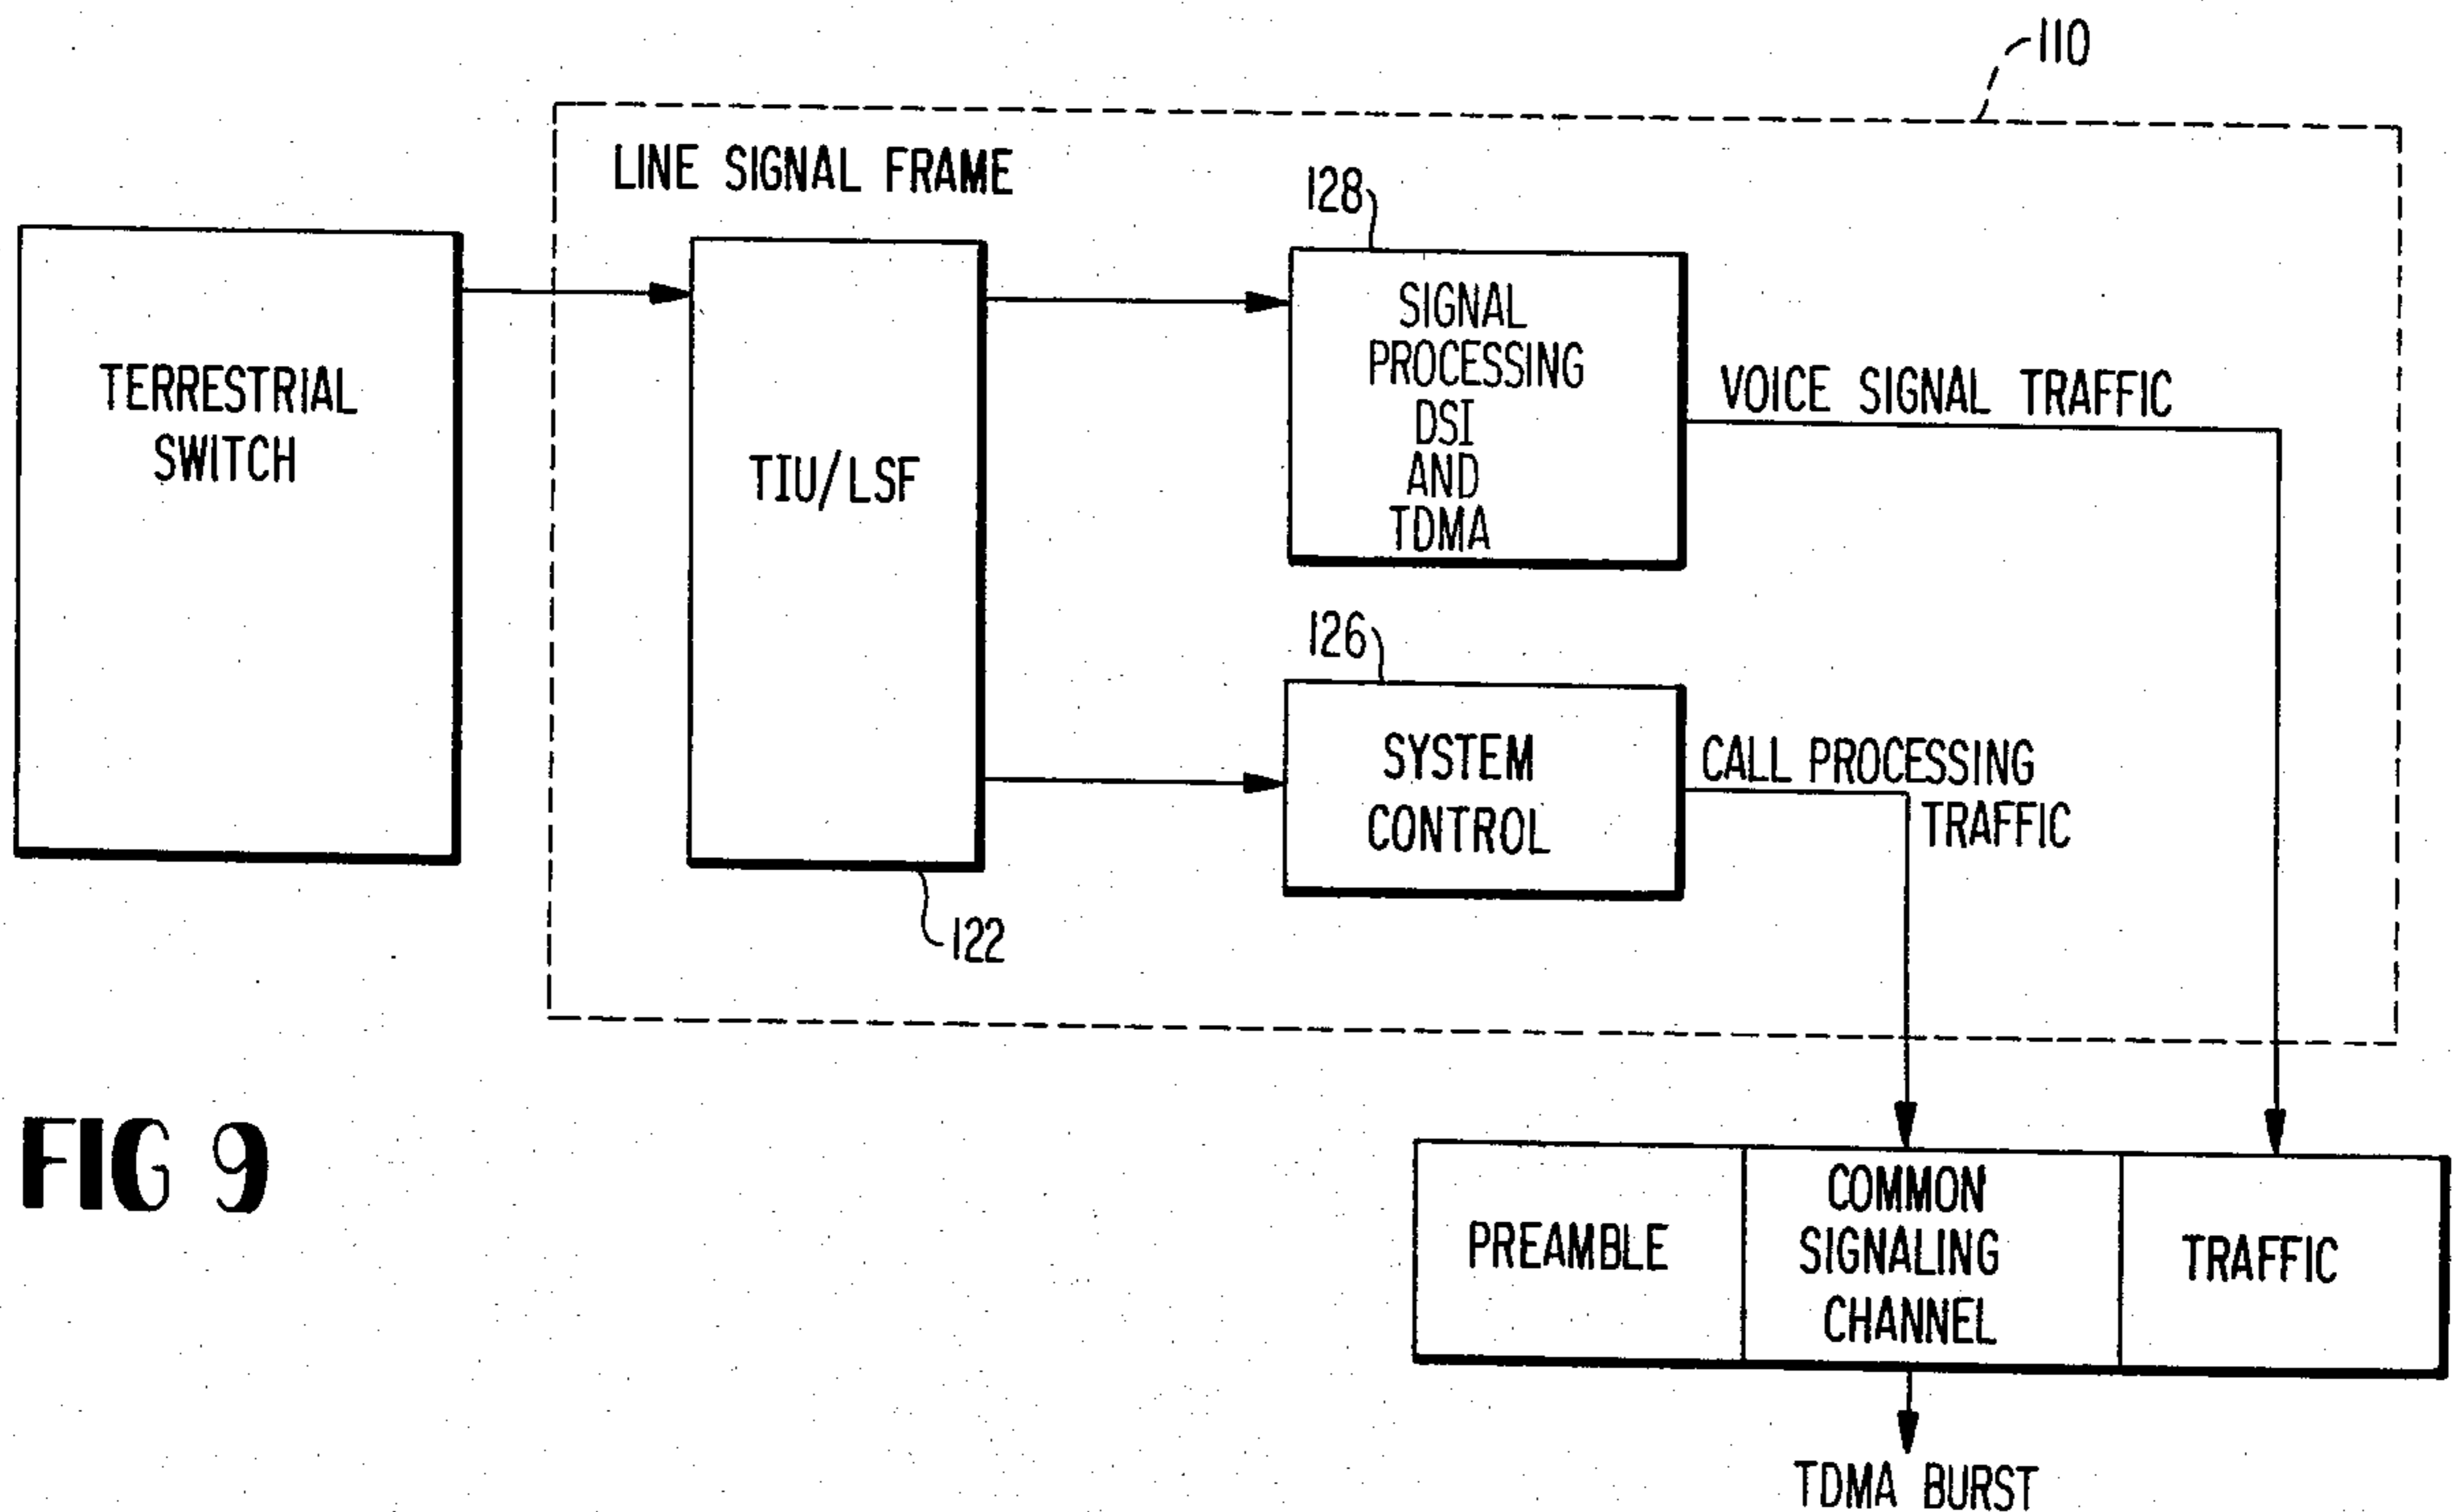 110
LINE SIGNAL FRAME
128
TERRESTRIAL
SWITCH
TIU/LSF
SIGNAL
PROCESSING
DSI
AND
TDMA
VOICE SIGNAL TRAFFIC
126
SYSTEM
CONTROL
CALL PROCESSING
TRAFFIC
122
FIG 9
PREAMBLE
COMMON
SIGNALING
CHANNEL
TRAFFIC
TDMA BURST